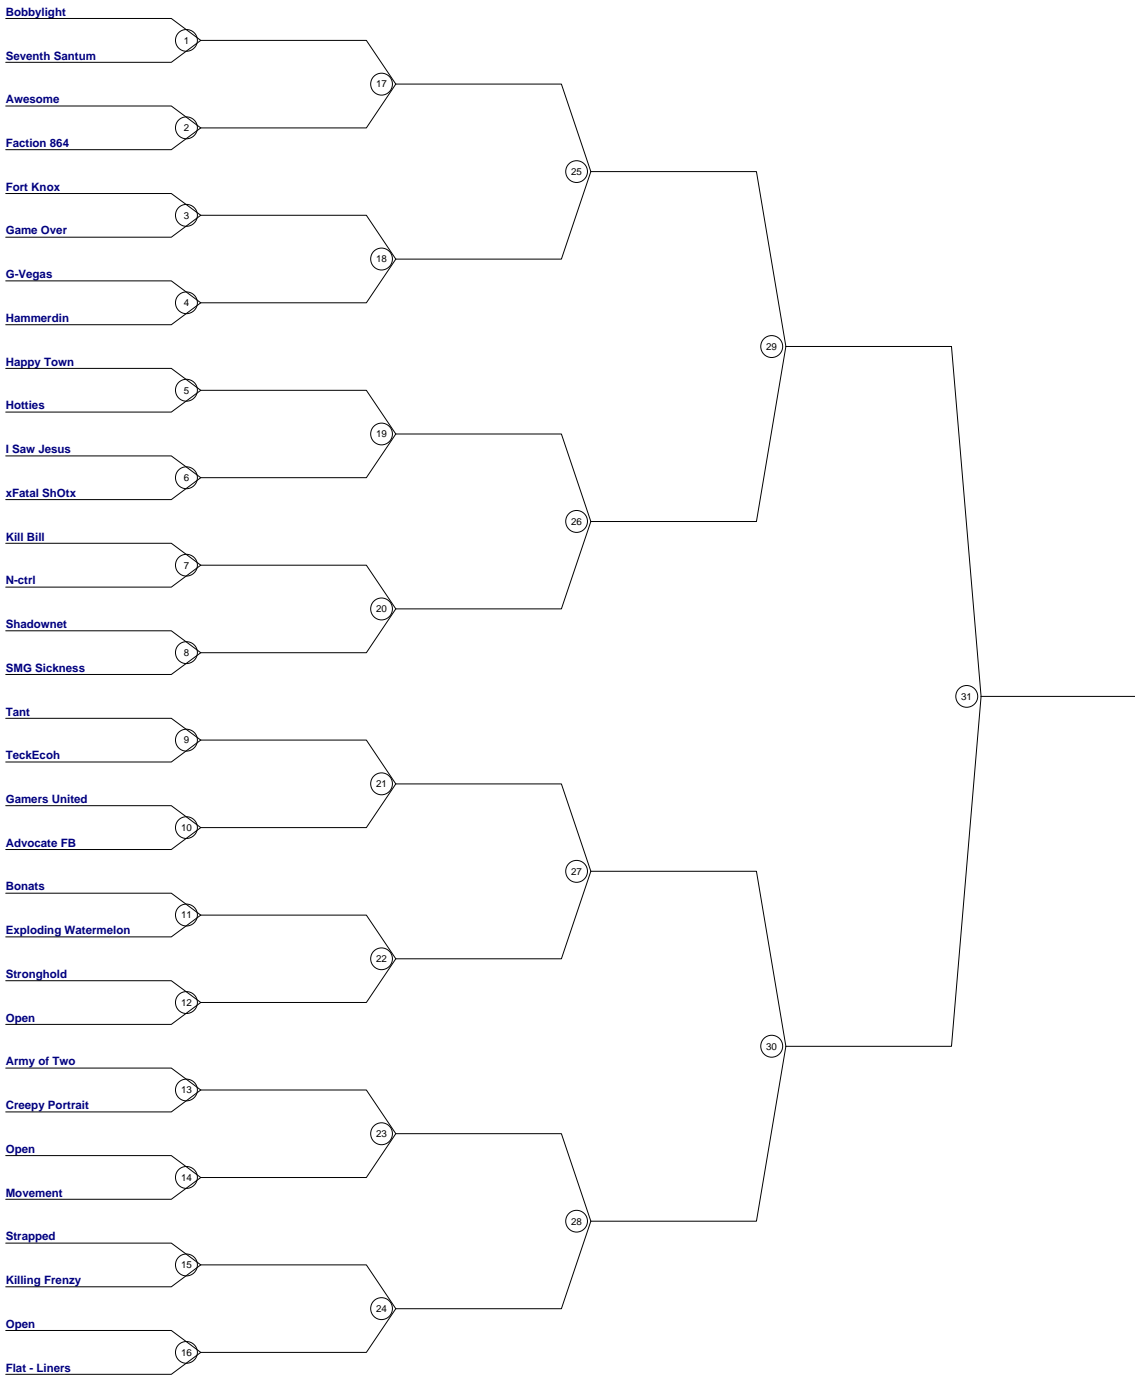 Bobbylight
1
Seventh Santum
17
Awesome
2
Faction 864
25
Fort Knox
3
Game Over
18
G-Vegas
4
Hammerdin
29
Happy Town
5
Hotties
19
I Saw Jesus
6
xFatal ShOtx
26
Kill Bill
7
N-ctrl
20
Shadownet
8
SMG Sickness
31
Tant
9
TeckEcoh
21
Gamers United
10
Advocate FB
27
Bonats
11
Exploding Watermelon
22
Stronghold
12
Open
30
Army of Two
13
Creepy Portrait
23
Open
14
Movement
28
Strapped
15
Killing Frenzy
24
Open
16
Flat - Liners